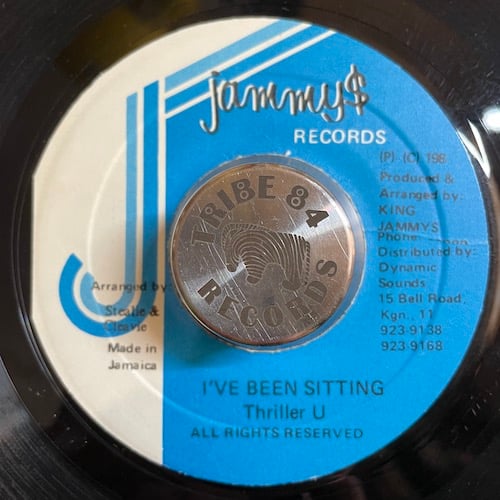 jammy$
RECORDS
(P) (C) 198
Produced &
Arranged by:
KING
JAMMYS
Phone:
Distributed by:
Dynamic
Sounds
15 Bell Road,
Kgn., 11
923-9138
923-9168
TRIBE 84
RECORDS
Arranged by
Steelie &
Cleavie
Made in
Jamaica
I'VE BEEN SITTING
Thriller U
ALL RIGHTS RESERVED